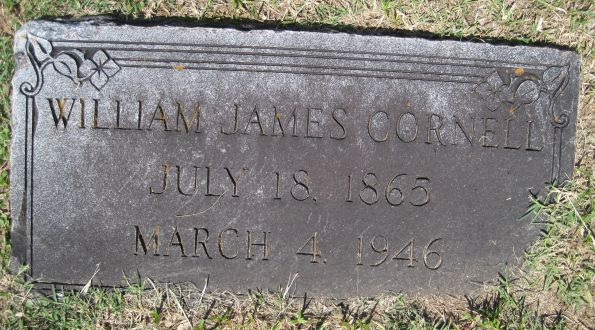 WILLIAM JAMES CORNELL
JULY 18, 1865
MARCH 4, 1946